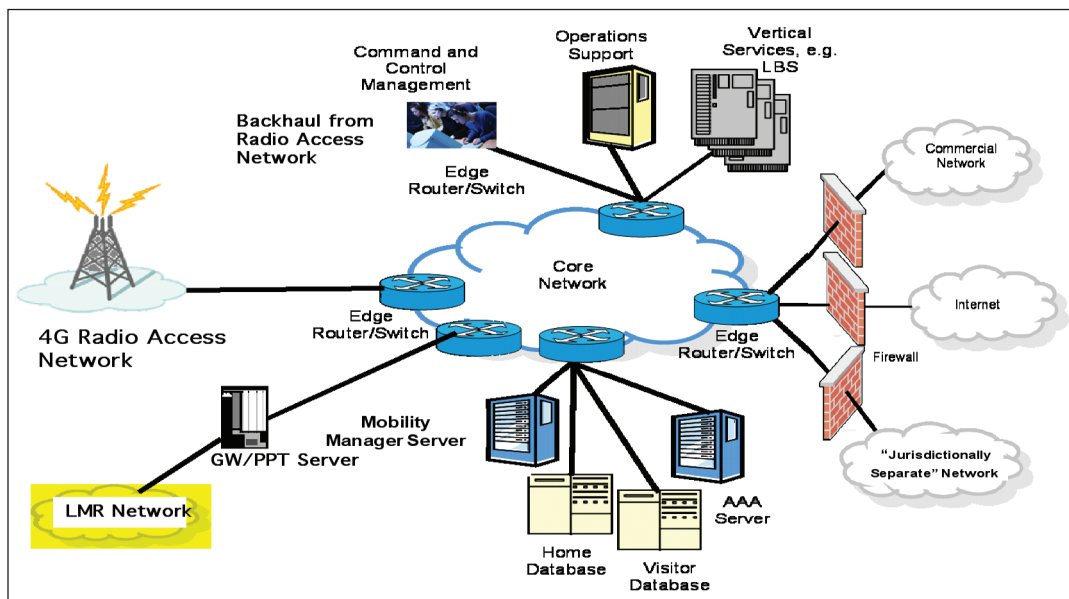 Command and
Control
Management
Operations
Support
Vertical
Services, e.g.
LBS
Backhaul from
Radio Access
Network
Edge
Router/Switch
Commercial
Network
Core
Network
Internet
4G Radio Access
Network
Edge
Router/Switch
Edge
Router/Switch
Firewall
Mobility
Manager Server
GW/PPT Server
"Jurisdictionally
Separate" Network
LMR Network
AAA
Server
Home
Database
Visitor
Database